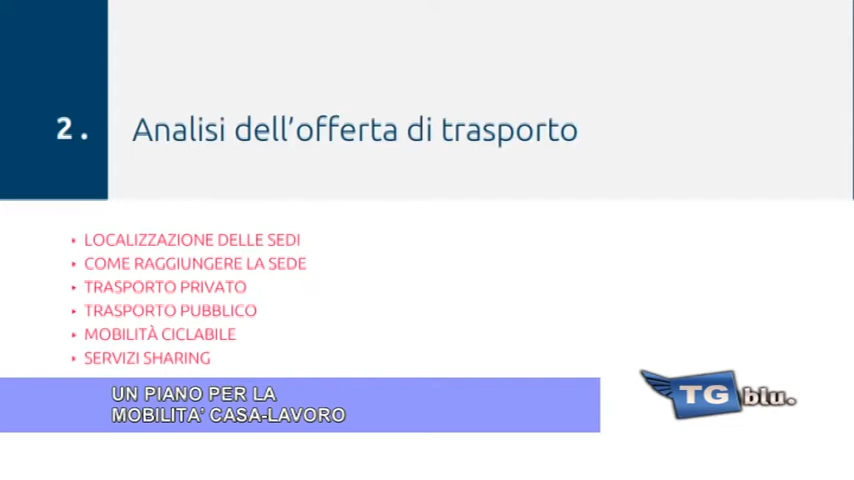 2. Analisi dell'offerta di trasporto
‣ LOCALIZZAZIONE DELLE SEDI
‣ COME RAGGIUNGERE LA SEDE
‣ TRASPORTO PRIVATO
‣ TRASPORTO PUBBLICO
‣ MOBILITÀ CICLABILE
‣ SERVIZI SHARING
UN PIANO PER LA
MOBILITA' CASA-LAVORO
TG blu.